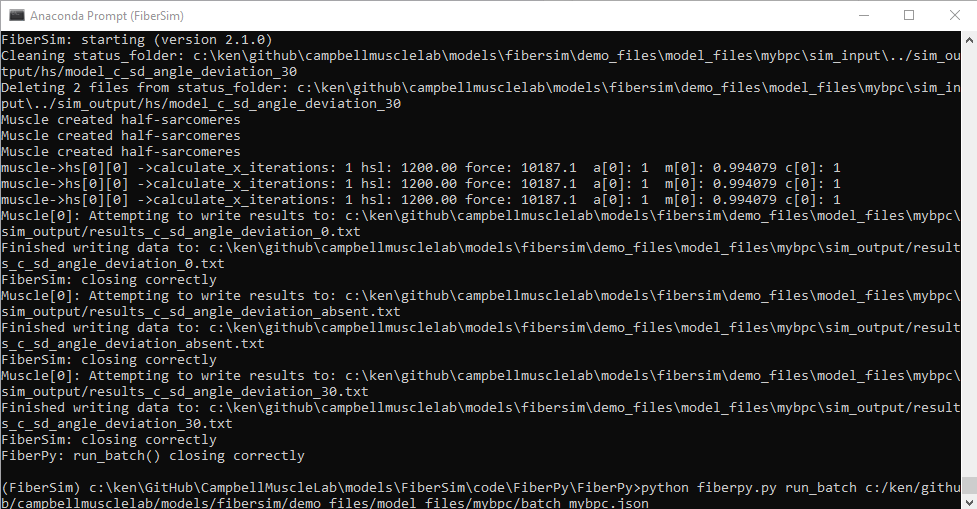 Anaconda Prompt (FiberSim)
FiberSim: starting (version 2.1.0)
Cleaning status_folder: c:\ken\github\campbellmusclelab\models\fibersim\demo_files\model_files\mybpc\sim_input\../sim_ou
tput/hs/model_c_sd_angle_deviation_30
Deleting 2 files from status_folder: c:\ken\github\campbellmusclelab\models\fibersim\demo_files\model_files\mybpc\sim_in
put\../sim_output/hs/model_c_sd_angle_deviation_30
Muscle created half-sarcomeres
Muscle created half-sarcomeres
Muscle created half-sarcomeres
muscle->hs[0][0] ->calculate_x_iterations: 1 hsl: 1200.00 force: 10187.1  a[0]: 1  m[0]: 0.994079 c[0]: 1
muscle->hs[0][0] ->calculate_x_iterations: 1 hsl: 1200.00 force: 10187.1  a[0]: 1  m[0]: 0.994079 c[0]: 1
muscle->hs[0][0] ->calculate_x_iterations: 1 hsl: 1200.00 force: 10187.1  a[0]: 1  m[0]: 0.994079 c[0]: 1
Muscle[0]: Attempting to write results to: c:\ken\github\campbellmusclelab\models\fibersim\demo_files\model_files\mybpc\
sim_output/results_c_sd_angle_deviation_0.txt
Finished writing data to: c:\ken\github\campbellmusclelab\models\fibersim\demo_files\model_files\mybpc\sim_output/result
s_c_sd_angle_deviation_0.txt
FiberSim: closing correctly
Muscle[0]: Attempting to write results to: c:\ken\github\campbellmusclelab\models\fibersim\demo_files\model_files\mybpc\
sim_output/results_c_sd_angle_deviation_absent.txt
Finished writing data to: c:\ken\github\campbellmusclelab\models\fibersim\demo_files\model_files\mybpc\sim_output/result
s_c_sd_angle_deviation_absent.txt
FiberSim: closing correctly
Muscle[0]: Attempting to write results to: c:\ken\github\campbellmusclelab\models\fibersim\demo_files\model_files\mybpc\
sim_output/results_c_sd_angle_deviation_30.txt
Finished writing data to: c:\ken\github\campbellmusclelab\models\fibersim\demo_files\model_files\mybpc\sim_output/result
s_c_sd_angle_deviation_30.txt
FiberSim: closing correctly
FiberPy: run_batch() closing correctly
(FiberSim) c:\ken\GitHub\CampbellMuscleLab\models\FiberSim\code\FiberPy\FiberPy>python fiberpy.py run_batch c:/ken/githu
b/campbellmusclelab/models/fibersim/demo_files/model_files/mybpc/batch_mybpc.json